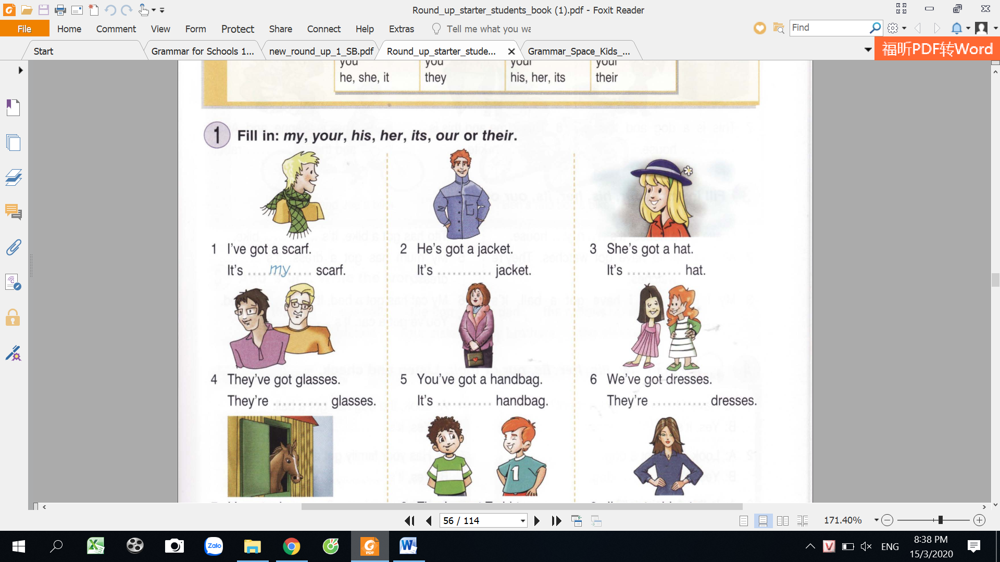 Round_up_starter_students_book (1).pdf - Foxit Reader
File Home Comment View Form Protect Share Connect Help Extras Tell me what you wa Find
Start Grammar for Schools 1... new_round_up_1_SB.pdf Round_up_starter_stude... Grammar_Space_Kids_... 福昕PDF转Word
you you your your
he, she, it they his, her, its their
1 Fill in: my, your, his, her, its, our or their.
1 I've got a scarf.
It's ....my.... scarf.
2 He's got a jacket.
It's ........... jacket.
3 She's got a hat.
It's ........... hat.
4 They've got glasses.
They're ........... glasses.
5 You've got a handbag.
It's ........... handbag.
6 We've got dresses.
They're ........... dresses.
1
56 / 114
171.40%
Zalo
PDF
ENG
8:38 PM
15/3/2020